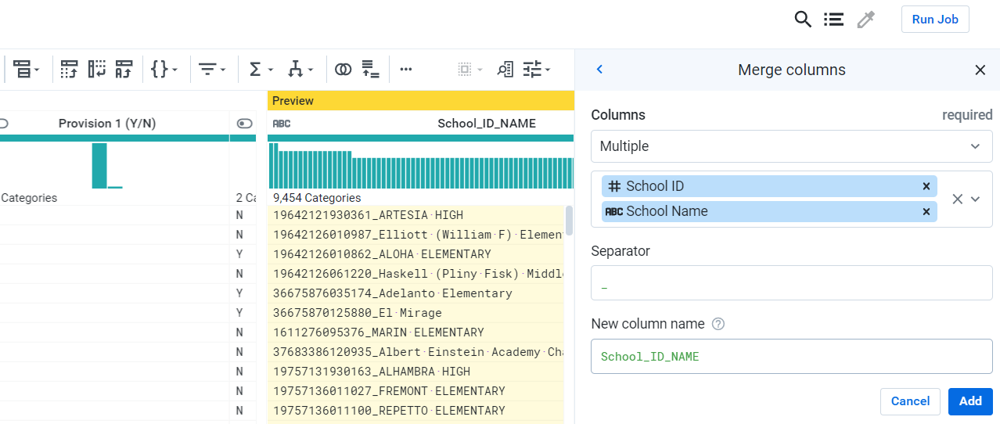 Run Job
{}
Σ
...
Merge columns
Preview
Provision 1 (Y/N)
ABC
School_ID_NAME
Categories
2 Ca
9,454 Categories
N
19642121930361_ARTESIA·HIGH
N
19642126010987_Elliott·(William·F)·Elemen
Y
19642126010862_ALOHA·ELEMENTARY
N
19642126061220_Haskell·(Pliny·Fisk)·Middl
Y
36675876035174_Adelanto·Elementary
Y
36675870125880_El·Mirage
N
1611276095376_MARIN·ELEMENTARY
N
37683386120935_Albert·Einstein·Academy·Cha
N
19757131930163_ALHAMBRA·HIGH
N
19757136011027_FREMONT·ELEMENTARY
N
19757136011100_REPETTO·ELEMENTARY
Columns
required
Multiple
# School ID
ABC School Name
Separator
_
New column name ?
School_ID_NAME
Cancel
Add